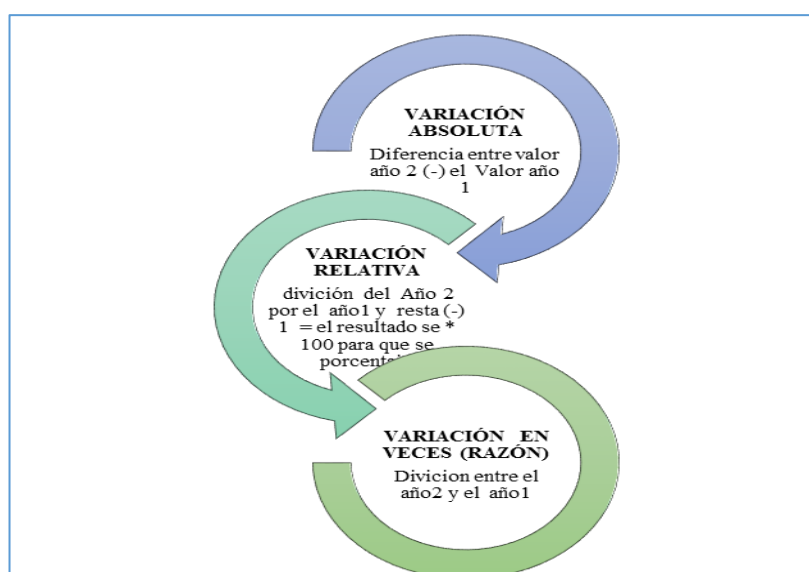 VARIACIÓN
ABSOLUTA
Diferencia entre valor
año 2 (-) el Valor año
1
VARIACIÓN
RELATIVA
divición del Año 2
por el año1 y resta (-)
1 = el resultado se *
100 para que se
VARIACIÓN EN
VECES (RAZÓN)
Divicion entre el
año2 y el año1